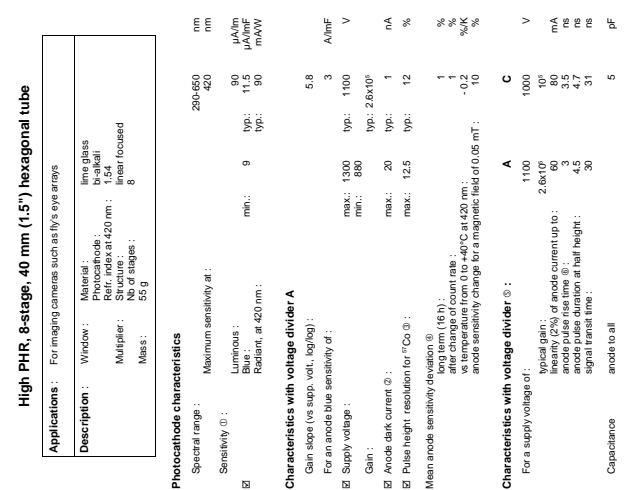 High PHR, 8-stage, 40 mm (1.5") hexagonal tube
Applications : For imaging cameras such as fly's eye arrays
Description : Window : Material : lime glass
Photocathode : bi-alkali
Refr. index at 420 nm : 1.54
Multiplier : Structure : linear focused
Nb of stages : 8
Mass : 55 g
Photocathode characteristics
Spectral range : 290-650 nm
Maximum sensitivity at : 420 nm
Sensitivity ① :
Luminous : 90 µA/lm
☑ Blue : min.: 9 typ.: 11.5 µA/lmF
Radiant, at 420 nm : typ.: 90 mA/W
Characteristics with voltage divider A
Gain slope (vs supp. volt., log/log) : 5.8
For an anode blue sensitivity of : 3 A/lmF
☑ Supply voltage : max.: 1300 typ.: 1100 V
min.: 880
Gain : typ.: 2.6x10⁵
☑ Anode dark current ② : max.: 20 typ.: 1 nA
☑ Pulse height resolution for ⁵⁷Co ③ : max.: 12.5 typ.: 12 %
Mean anode sensitivity deviation ④
long term (16 h) : 1 %
after change of count rate : 1 %
vs temperature from 0 to +40°C at 420 nm : - 0.2 %/K
anode sensitivity change for a magnetic field of 0.05 mT : 10 %
Characteristics with voltage divider ⑤ : A C
For a supply voltage of : 1100 1000 V
typical gain : 2.6x10⁵ 10⁵
linearity (2%) of anode current up to : 60 80 mA
anode pulse rise time ⑥ : 3 3.5 ns
anode pulse duration at half height : 4.5 4.7 ns
signal transit time : 30 31 ns
Capacitance anode to all 5 pF